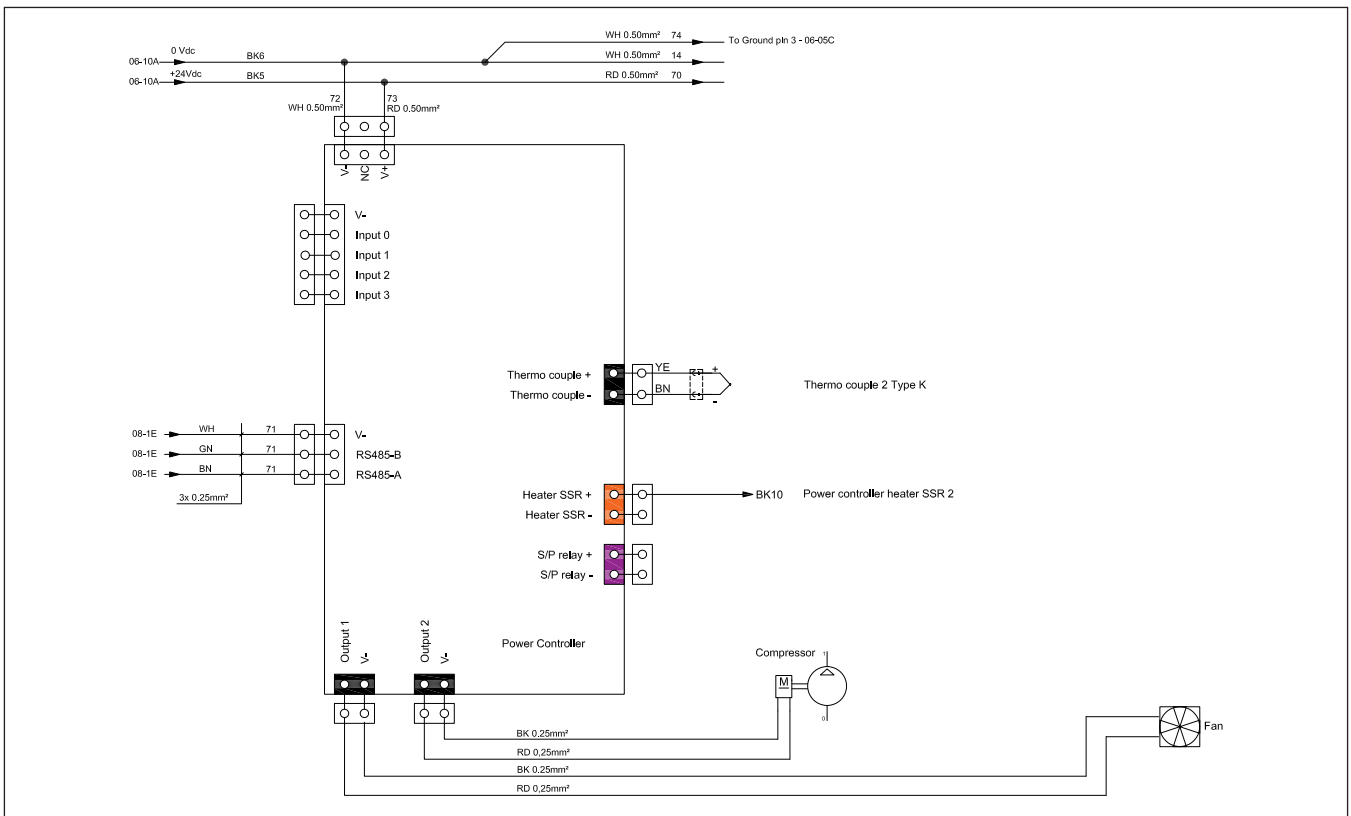 WH 0.50mm² 74 To Ground pin 3 - 06-05C
0 Vdc
06-10A BK6 WH 0.50mm² 14
+24Vdc
06-10A BK5 RD 0.50mm² 70
72 73
WH 0.50mm² RD 0.50mm²
V- NC V+
V-
Input 0
Input 1
Input 2
Input 3
Thermo couple + YE +
Thermo couple - BN -
Thermo couple 2 Type K
08-1E WH 71 V-
08-1E GN 71 RS485-B
08-1E BN 71 RS485-A
3x 0.25mm²
Heater SSR + BK10 Power controller heater SSR 2
Heater SSR -
S/P relay +
S/P relay -
Output 1 V- Output 2 V- Power Controller
Compressor 1
M
0
Fan
BK 0.25mm²
RD 0,25mm²
BK 0.25mm²
RD 0,25mm²